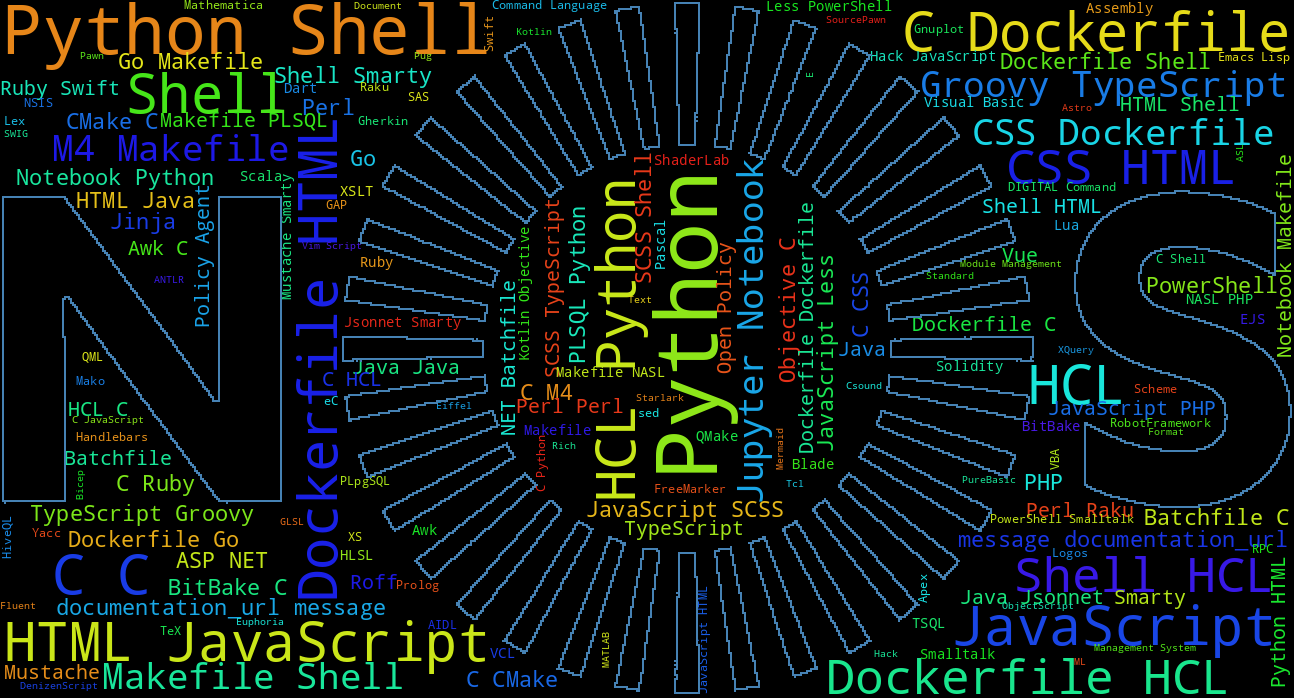 Python Shell
Mathematica
Document
Swift
Command Language
Kotlin
Less PowerShell
SourcePawn
Gnuplot
Assembly
C Dockerfile
Pawn
Go Makefile
Pug
Hack JavaScript
Dockerfile Shell
Emacs Lisp
Ruby Swift
Shell
Shell Smarty
Dart
Raku
SAS
E
Groovy TypeScript
NSIS
Perl
Visual Basic
Astro
HTML Shell
Lex
SWIG
CMake C
Makefile PLSQL
Gherkin
CSS Dockerfile
M4 Makefile
Go
ShaderLab
CSS HTML
ASL
Notebook Python
Scala
XSLT
DIGITAL Command
HTML Java
GAP
Shell HTML
Jinja
Policy Agent
Mustache Smarty
Dockerfile HTML
Lua
Awk C
Vim Script
Ruby
Vue
Module Management
Standard
C Shell
ANTLR
PowerShell
NASL PHP
Notebook Makefile
EJS
Kotlin Objective
NET Batchfile
SCSS TypeScript
PLSQL Python
HCL Python
SCSS Shell
Pascal
Text
Python
Open Policy
Jupyter Notebook
Objective C
Dockerfile Dockerfile
JavaScript Less
C CSS
Jsonnet Smarty
Dockerfile C
QML
Java
XQuery
Mako
Java Java
C HCL
Makefile NASL
Solidity
HCL
Scheme
Csound
HCL C
C JavaScript
eC
Eiffel
C M4
Starlark
Perl Perl
sed
JavaScript PHP
Handlebars
Makefile
QMake
BitBake
RobotFramework
Format
Batchfile
C Python
Rich
Mermaid
Blade
VBA
Bicep
C Ruby
PLpgSQL
FreeMarker
Tcl
PureBasic
PHP
TypeScript Groovy
GLSL
JavaScript SCSS
Perl Raku
HiveQL
Yacc
Dockerfile Go
XS
Awk
TypeScript
PowerShell Smalltalk
Batchfile C
message documentation_url
C C
ASP NET
HLSL
Logos
RPC
BitBake C
Roff
Prolog
Apex
Shell HCL
Fluent
documentation_url message
Java Jsonnet
Smarty
ObjectScript
Python HTML
Euphoria
TeX
AIDL
TSQL
JavaScript
HTML JavaScript
MATLAB
JavaScript HTML
VCL
Hack
Smalltalk
Management System
ML
Mustache
DenizenScript
Makefile Shell
C CMake
Dockerfile HCL